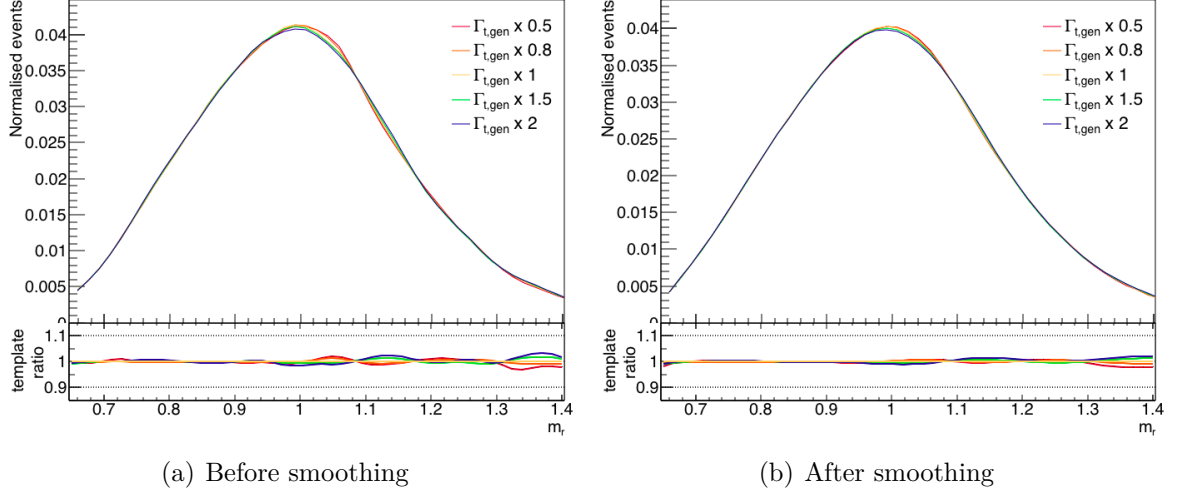 Normalised events
0.04
0.035
0.03
0.025
0.02
0.015
0.01
0.005
0
Γt,gen x 0.5
Γt,gen x 0.8
Γt,gen x 1
Γt,gen x 1.5
Γt,gen x 2
template
ratio
1.1
1
0.9
0.7 0.8 0.9 1 1.1 1.2 1.3 1.4
mr
(a) Before smoothing
Normalised events
0.04
0.035
0.03
0.025
0.02
0.015
0.01
0.005
0
Γt,gen x 0.5
Γt,gen x 0.8
Γt,gen x 1
Γt,gen x 1.5
Γt,gen x 2
template
ratio
1.1
1
0.9
0.7 0.8 0.9 1 1.1 1.2 1.3 1.4
mr
(b) After smoothing